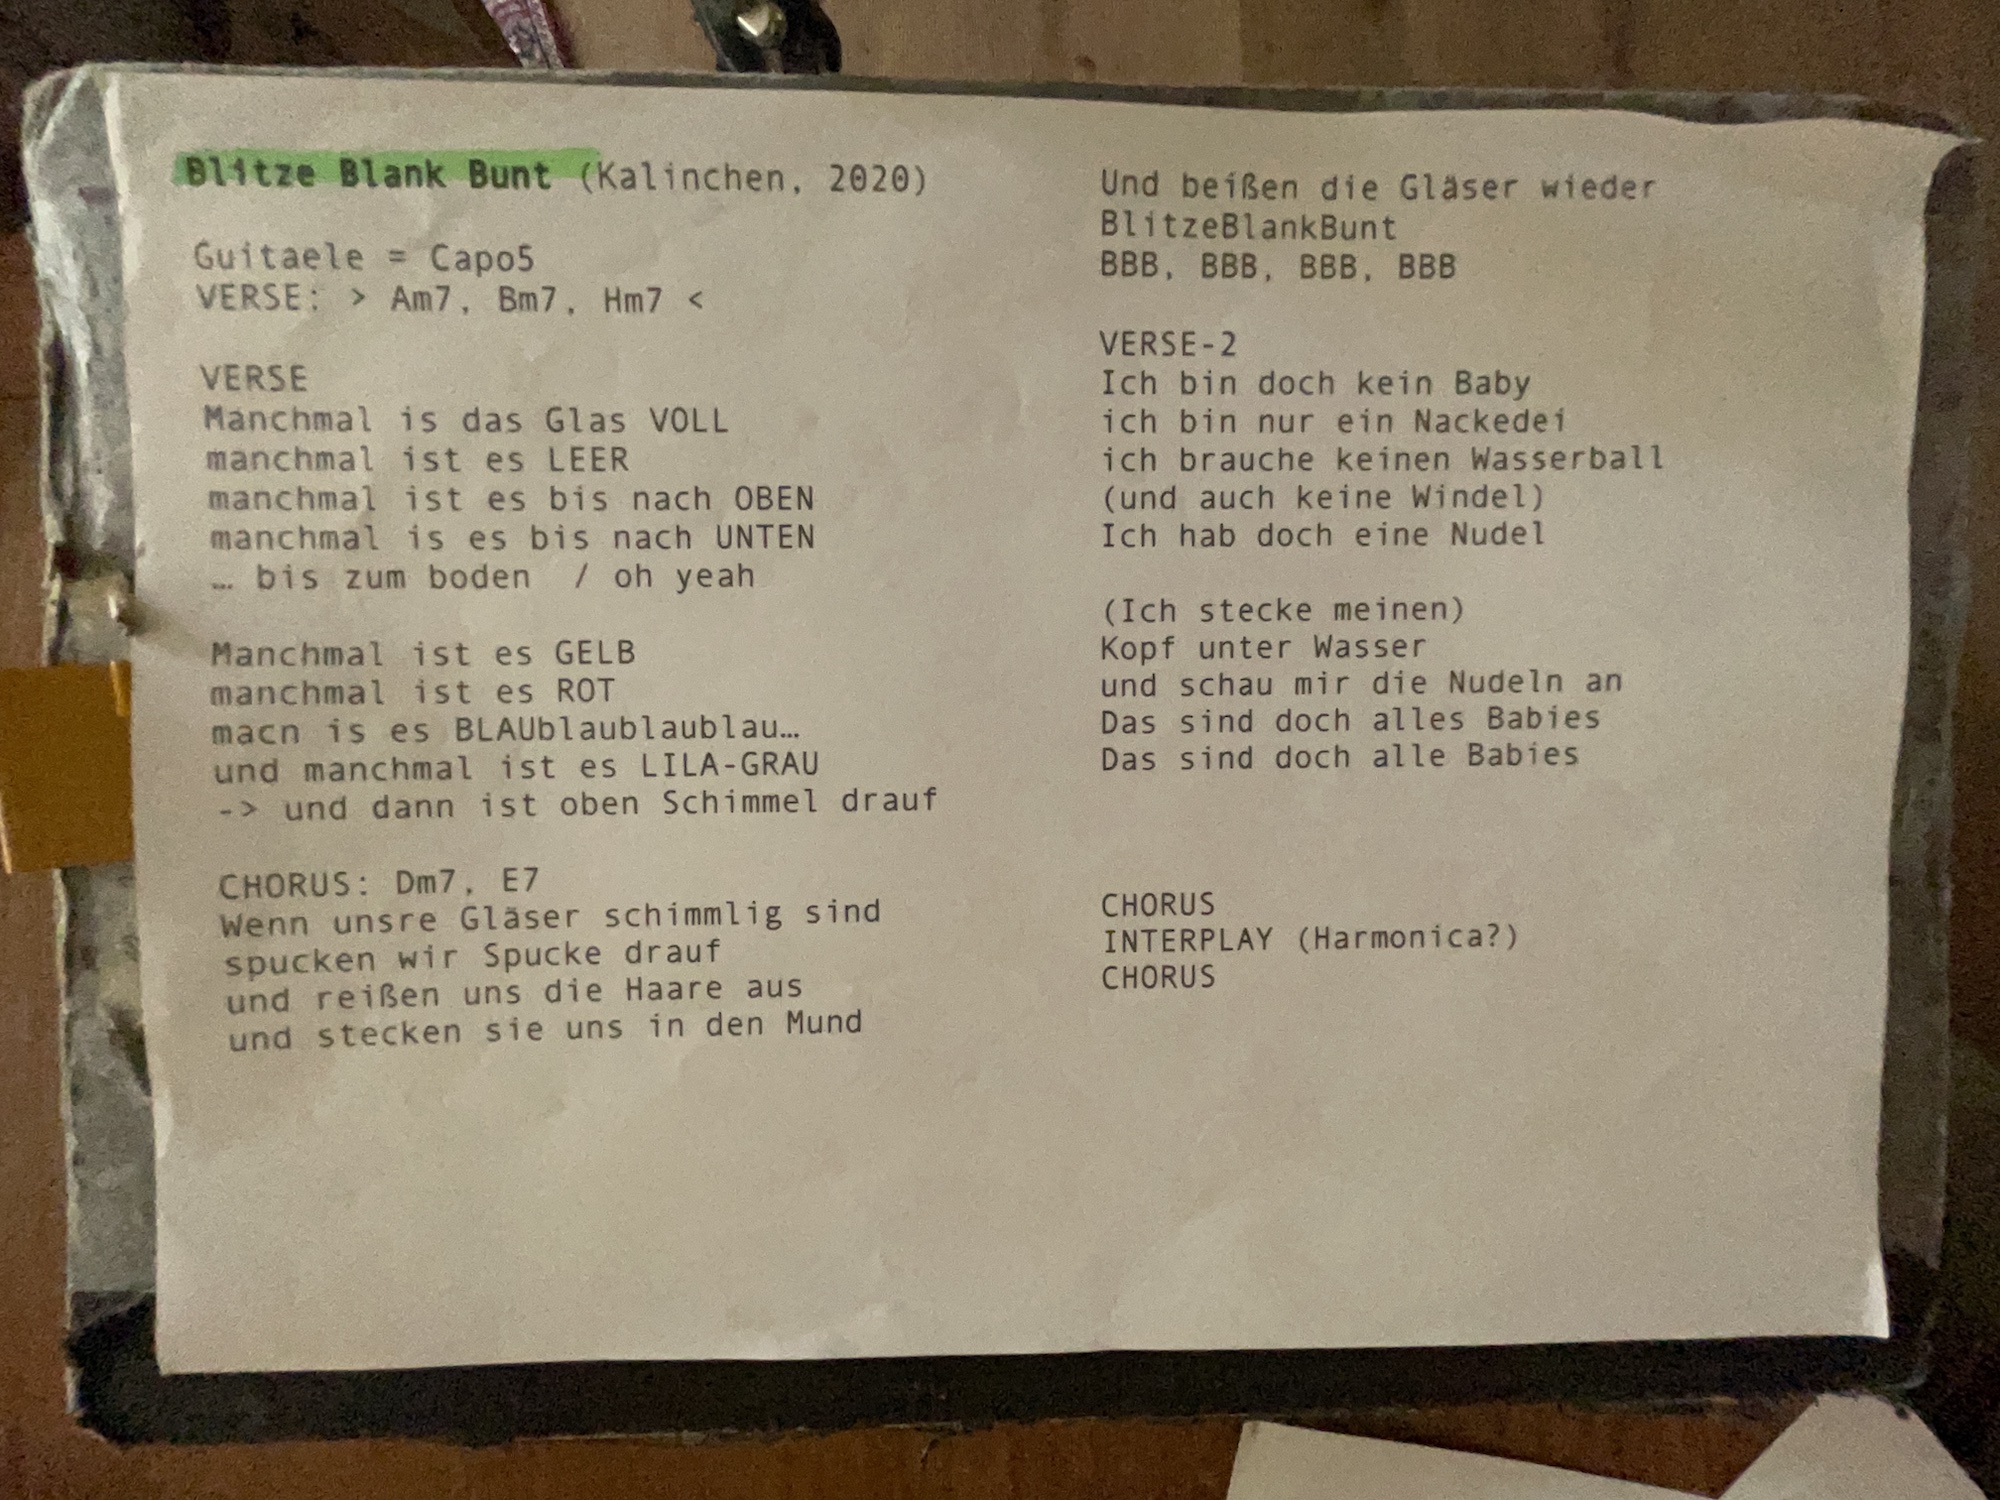 Blitze Blank Bunt (Kalinchen, 2020)
Guitaele = Capo5
VERSE: > Am7, Bm7, Hm7 <
VERSE
Manchmal is das Glas VOLL
manchmal ist es LEER
manchmal ist es bis nach OBEN
manchmal is es bis nach UNTEN
… bis zum boden / oh yeah
Manchmal ist es GELB
manchmal ist es ROT
macn is es BLAUblaublaublau…
und manchmal ist es LILA-GRAU
-> und dann ist oben Schimmel drauf
CHORUS: Dm7, E7
Wenn unsre Gläser schimmlig sind
spucken wir Spucke drauf
und reißen uns die Haare aus
und stecken sie uns in den Mund
Und beißen die Gläser wieder
BlitzeBlankBunt
BBB, BBB, BBB, BBB
VERSE-2
Ich bin doch kein Baby
ich bin nur ein Nackedei
ich brauche keinen Wasserball
(und auch keine Windel)
Ich hab doch eine Nudel
(Ich stecke meinen)
Kopf unter Wasser
und schau mir die Nudeln an
Das sind doch alles Babies
Das sind doch alle Babies
CHORUS
INTERPLAY (Harmonica?)
CHORUS